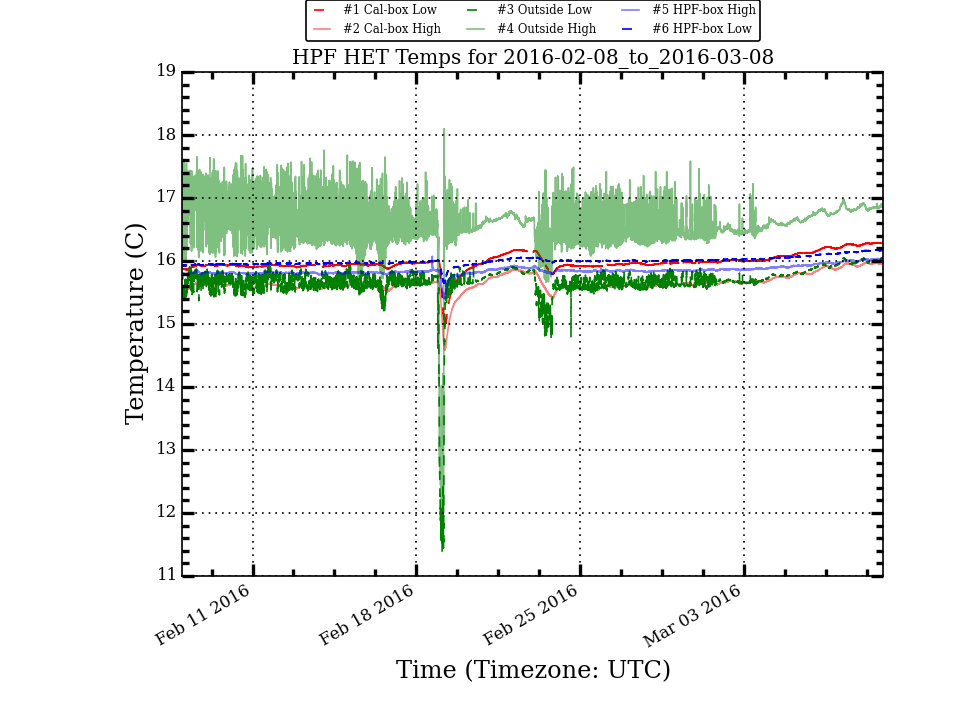 #1 Cal-box Low #3 Outside Low #5 HPF-box High
#2 Cal-box High #4 Outside High #6 HPF-box Low
HPF HET Temps for 2016-02-08_to_2016-03-08
19
18
17
16
15
14
13
12
11
Temperature (C)
Feb 11 2016 Feb 18 2016 Feb 25 2016 Mar 03 2016
Time (Timezone: UTC)